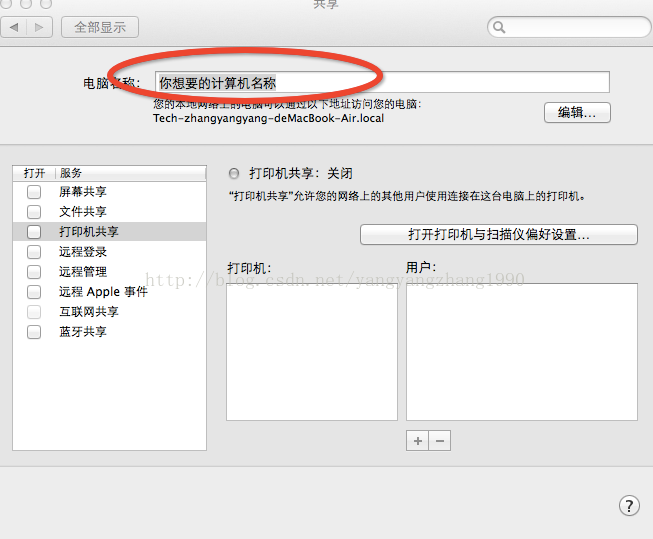 共享
全部显示
电脑名称：
你想要的计算机名称
您的本地网络上的电脑可以通过以下地址访问您的电脑：
Tech-zhangyangyang-deMacBook-Air.local
编辑...
打开 服务
屏幕共享
文件共享
打印机共享
远程登录
远程管理
远程 Apple 事件
互联网共享
蓝牙共享
打印机共享：关闭
“打印机共享”允许您的网络上的其他用户使用连接在这台电脑上的打印机。
打开打印机与扫描仪偏好设置...
打印机：
用户：
http://blog.csdn.net/yangyangzhang1990
+ −
?